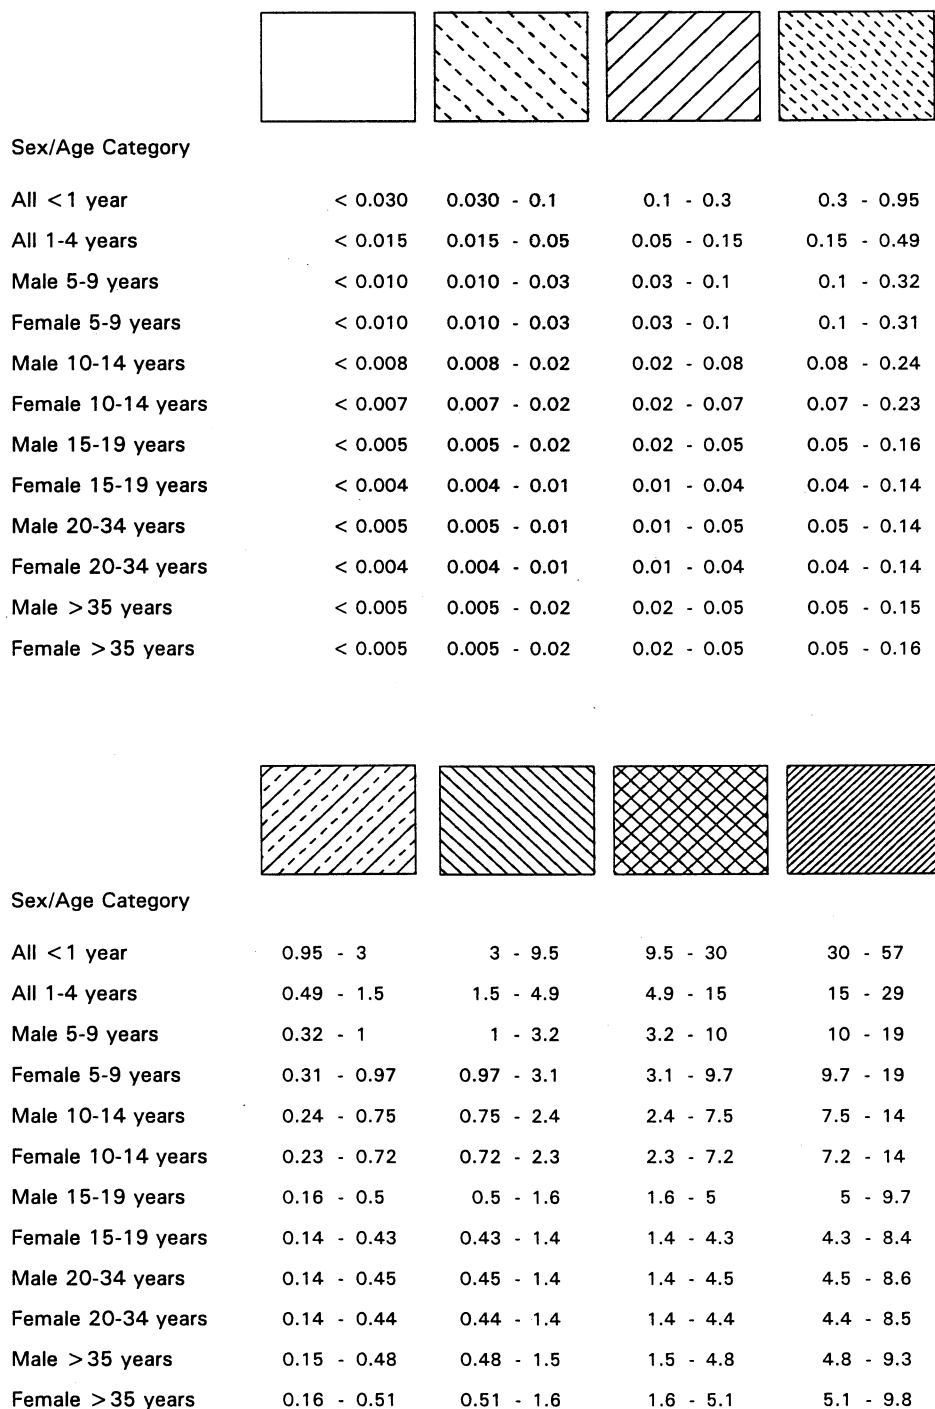 Sex/Age Category
All <1 year < 0.030 0.030 - 0.1 0.1 - 0.3 0.3 - 0.95
All 1-4 years < 0.015 0.015 - 0.05 0.05 - 0.15 0.15 - 0.49
Male 5-9 years < 0.010 0.010 - 0.03 0.03 - 0.1 0.1 - 0.32
Female 5-9 years < 0.010 0.010 - 0.03 0.03 - 0.1 0.1 - 0.31
Male 10-14 years < 0.008 0.008 - 0.02 0.02 - 0.08 0.08 - 0.24
Female 10-14 years < 0.007 0.007 - 0.02 0.02 - 0.07 0.07 - 0.23
Male 15-19 years < 0.005 0.005 - 0.02 0.02 - 0.05 0.05 - 0.16
Female 15-19 years < 0.004 0.004 - 0.01 0.01 - 0.04 0.04 - 0.14
Male 20-34 years < 0.005 0.005 - 0.01 0.01 - 0.05 0.05 - 0.14
Female 20-34 years < 0.004 0.004 - 0.01 0.01 - 0.04 0.04 - 0.14
Male >35 years < 0.005 0.005 - 0.02 0.02 - 0.05 0.05 - 0.15
Female >35 years < 0.005 0.005 - 0.02 0.02 - 0.05 0.05 - 0.16
Sex/Age Category
All <1 year 0.95 - 3 3 - 9.5 9.5 - 30 30 - 57
All 1-4 years 0.49 - 1.5 1.5 - 4.9 4.9 - 15 15 - 29
Male 5-9 years 0.32 - 1 1 - 3.2 3.2 - 10 10 - 19
Female 5-9 years 0.31 - 0.97 0.97 - 3.1 3.1 - 9.7 9.7 - 19
Male 10-14 years 0.24 - 0.75 0.75 - 2.4 2.4 - 7.5 7.5 - 14
Female 10-14 years 0.23 - 0.72 0.72 - 2.3 2.3 - 7.2 7.2 - 14
Male 15-19 years 0.16 - 0.5 0.5 - 1.6 1.6 - 5 5 - 9.7
Female 15-19 years 0.14 - 0.43 0.43 - 1.4 1.4 - 4.3 4.3 - 8.4
Male 20-34 years 0.14 - 0.45 0.45 - 1.4 1.4 - 4.5 4.5 - 8.6
Female 20-34 years 0.14 - 0.44 0.44 - 1.4 1.4 - 4.4 4.4 - 8.5
Male >35 years 0.15 - 0.48 0.48 - 1.5 1.5 - 4.8 4.8 - 9.3
Female >35 years 0.16 - 0.51 0.51 - 1.6 1.6 - 5.1 5.1 - 9.8